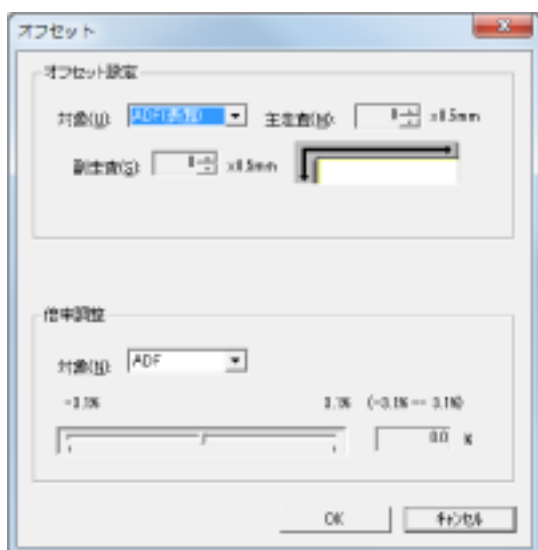 オフセット
オフセット設定
対象(U): ADF(表面) 主走査(M): 0 x0.5mm
副走査(S): 0 x0.5mm
倍率調整
対象(N): ADF
-3.1% 3.1% (-3.1% -- 3.1%)
0.0 %
OK キャンセル